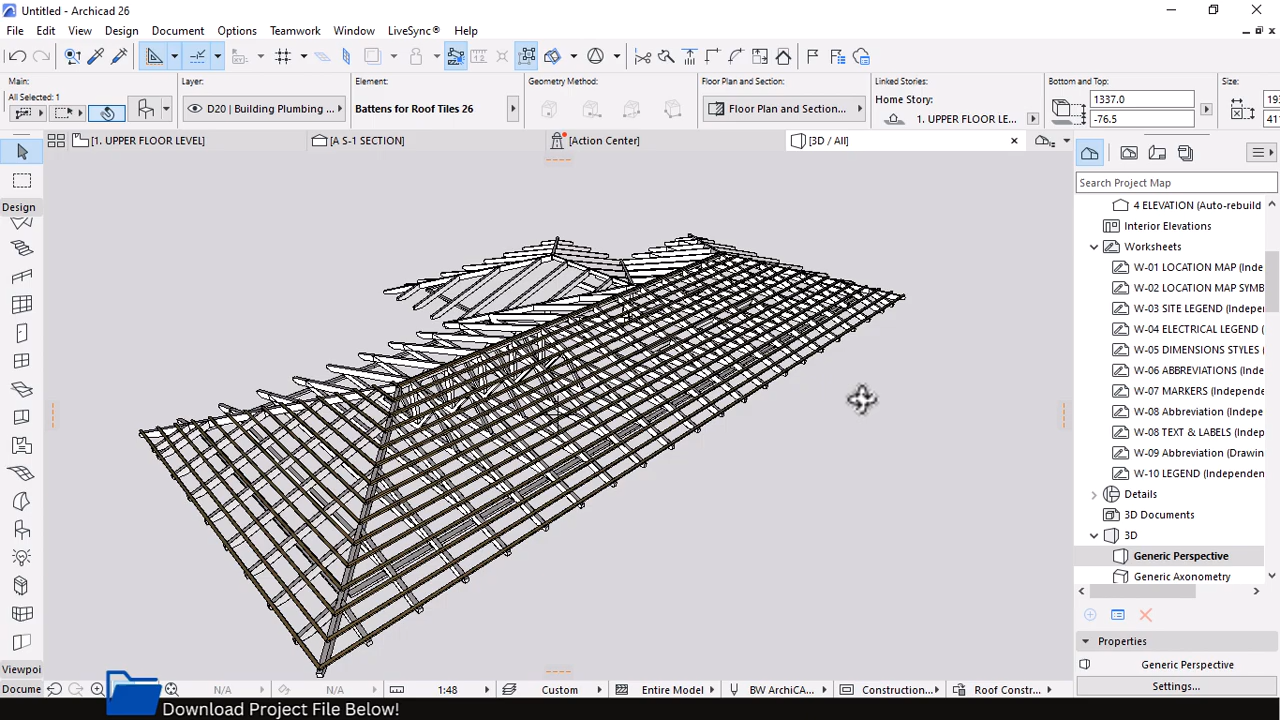 Untitled - Archicad 26
File Edit View Design Document Options Teamwork Window LiveSync® Help
Main: Layer: Element: Geometry Method: Floor Plan and Section: Linked Stories: Bottom and Top: Size:
All Selected: 1
D20 | Building Plumbing ... Battens for Roof Tiles 26 Floor Plan and Section... Home Story: 1. UPPER FLOOR LE... 1337.0 -76.5
[1. UPPER FLOOR LEVEL] [A S-1 SECTION] [Action Center] [3D / All]
Search Project Map
Design
4 ELEVATION (Auto-rebuild
Interior Elevations
Worksheets
W-01 LOCATION MAP (Inde
W-02 LOCATION MAP SYMB
W-03 SITE LEGEND (Indepe
W-04 ELECTRICAL LEGEND (
W-05 DIMENSIONS STYLES (
W-06 ABBREVIATIONS (Inde
W-07 MARKERS (Independen
W-08 Abbreviation (Indepe
W-08 TEXT & LABELS (Indep
W-09 Abbreviation (Drawin
W-10 LEGEND (Independen
Details
3D Documents
3D
Generic Perspective
Generic Axonometry
Properties
Generic Perspective
Settings...
Viewpoi
Docume
N/A N/A 1:48 Custom Entire Model BW ArchiCA... Construction... Roof Constr...
Download Project File Below!